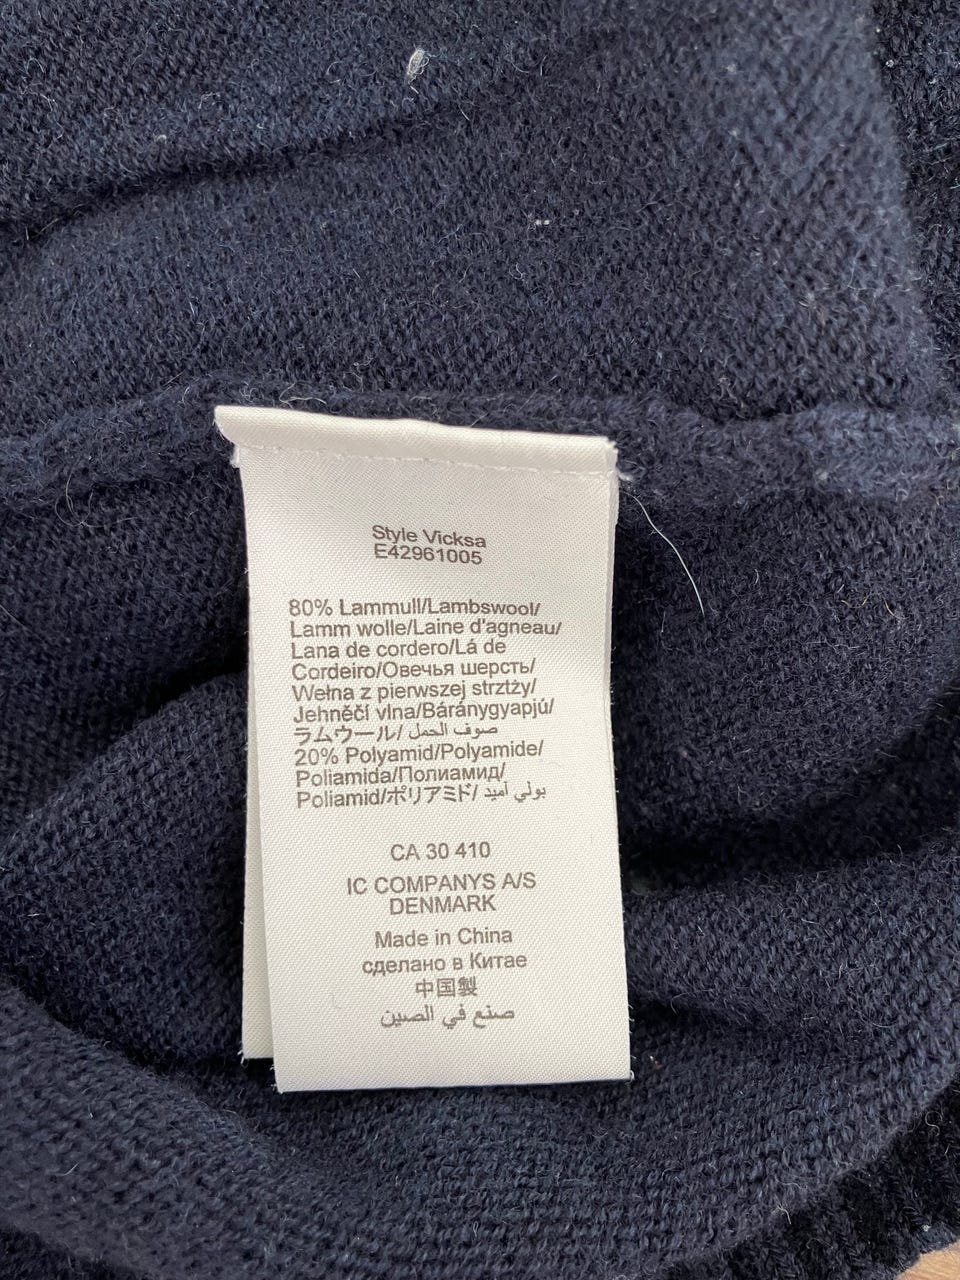 Style Vicksa
E42961005
80% Lammull/Lambswool/
Lamm wolle/Laine d'agneau/
Lana de cordero/Lá de
Cordeiro/Овечья шерсть/
Wełna z pierwszej strztży/
Jehněčí vlna/Báránygyapjú/
ラムウール/ صوف الحمل
20% Polyamid/Polyamide/
Poliamida/Полиамид/
Poliamid/ポリアミド/ بولي أميد
CA 30 410
IC COMPANYS A/S
DENMARK
Made in China
сделано в Китае
中国製
صنع في الصين